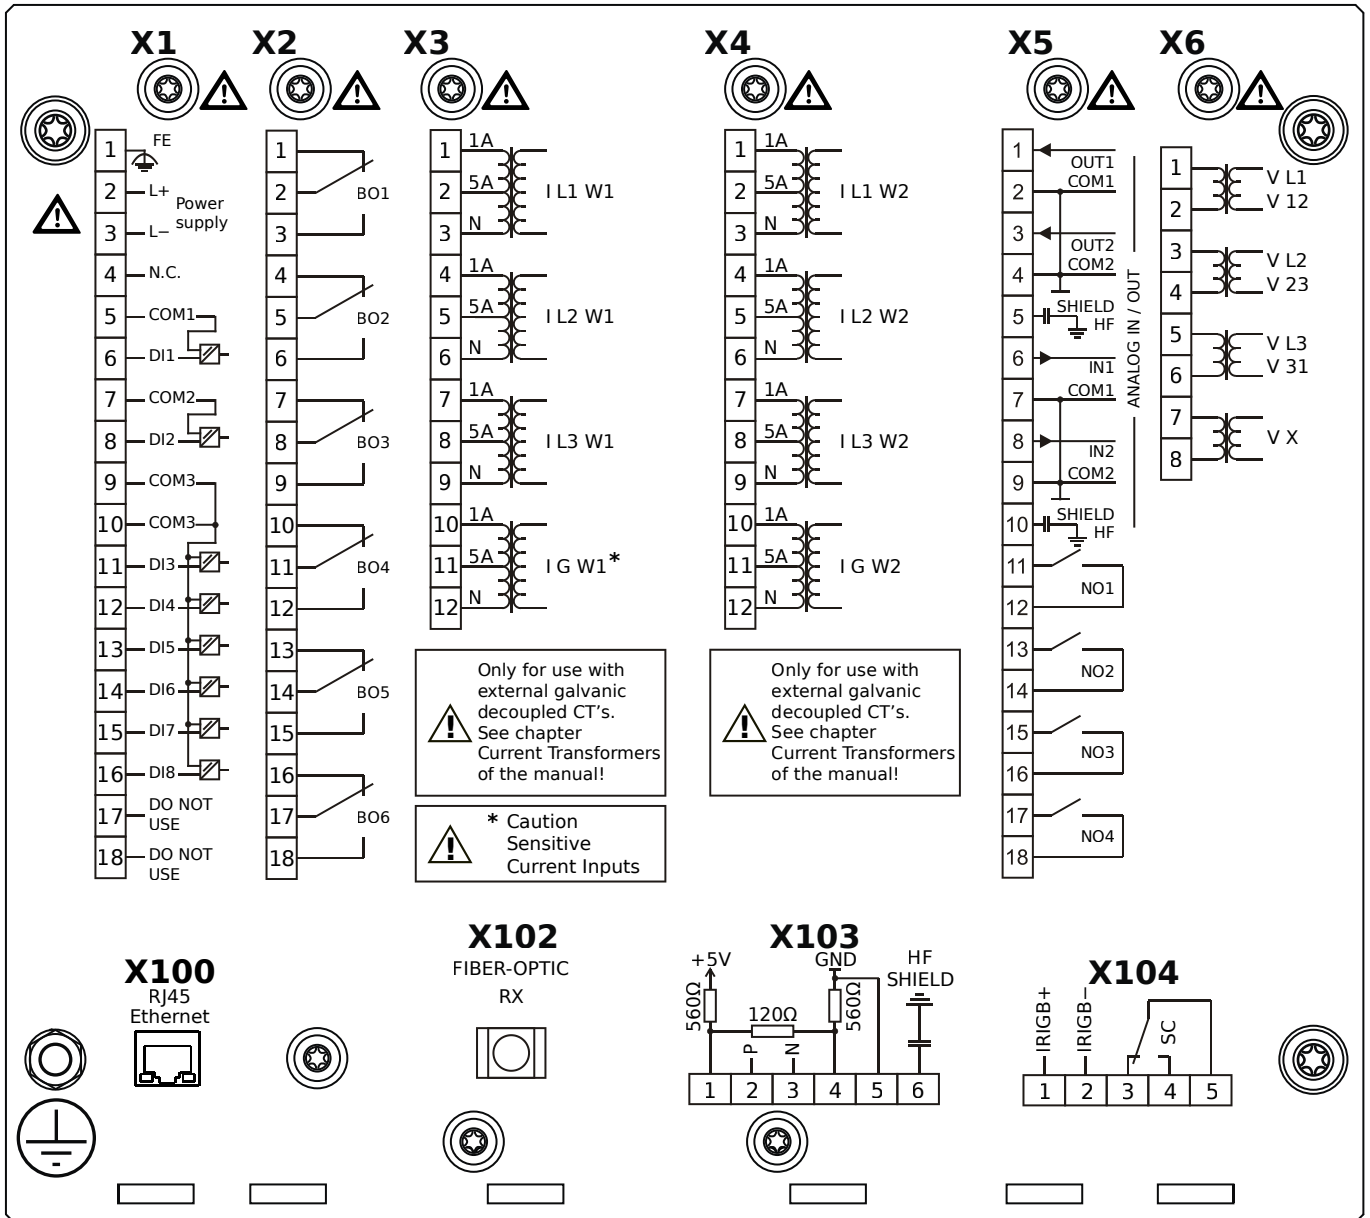 X1
1
FE
2
L+
Power
supply
3
L−
4
N.C.
5
COM1
6
DI1
7
COM2
8
DI2
9
COM3
10
COM3
11
DI3
12
DI4
13
DI5
14
DI6
15
DI7
16
DI8
17
DO NOT
USE
18
DO NOT
USE
X2
1
2
BO1
3
4
5
BO2
6
7
8
BO3
9
10
11
BO4
12
13
14
BO5
15
16
17
BO6
18
X3
1
1A
2
5A
I L1 W1
3
N
4
1A
5
5A
I L2 W1
6
N
7
1A
8
5A
I L3 W1
9
N
10
1A
11
5A
I G W1*
12
N
Only for use with
external galvanic
decoupled CT's.
See chapter
Current Transformers
of the manual!
* Caution
Sensitive
Current Inputs
X4
1
1A
2
5A
I L1 W2
3
N
4
1A
5
5A
I L2 W2
6
N
7
1A
8
5A
I L3 W2
9
N
10
1A
11
5A
I G W2
12
N
Only for use with
external galvanic
decoupled CT's.
See chapter
Current Transformers
of the manual!
X5
1
OUT1
2
COM1
3
OUT2
4
COM2
5
SHIELD
HF
6
IN1
7
COM1
8
IN2
9
COM2
10
SHIELD
HF
ANALOG IN / OUT
11
NO1
12
13
NO2
14
15
NO3
16
17
NO4
18
X6
1
V L1
2
V 12
3
V L2
4
V 23
5
V L3
6
V 31
7
V X
8
X100
RJ45
Ethernet
X102
FIBER-OPTIC
RX
X103
+5V
GND
HF
SHIELD
560Ω
120Ω
560Ω
P
N
1 2 3 4 5 6
X104
IRIGB+
IRIGB−
SC
1 2 3 4 5